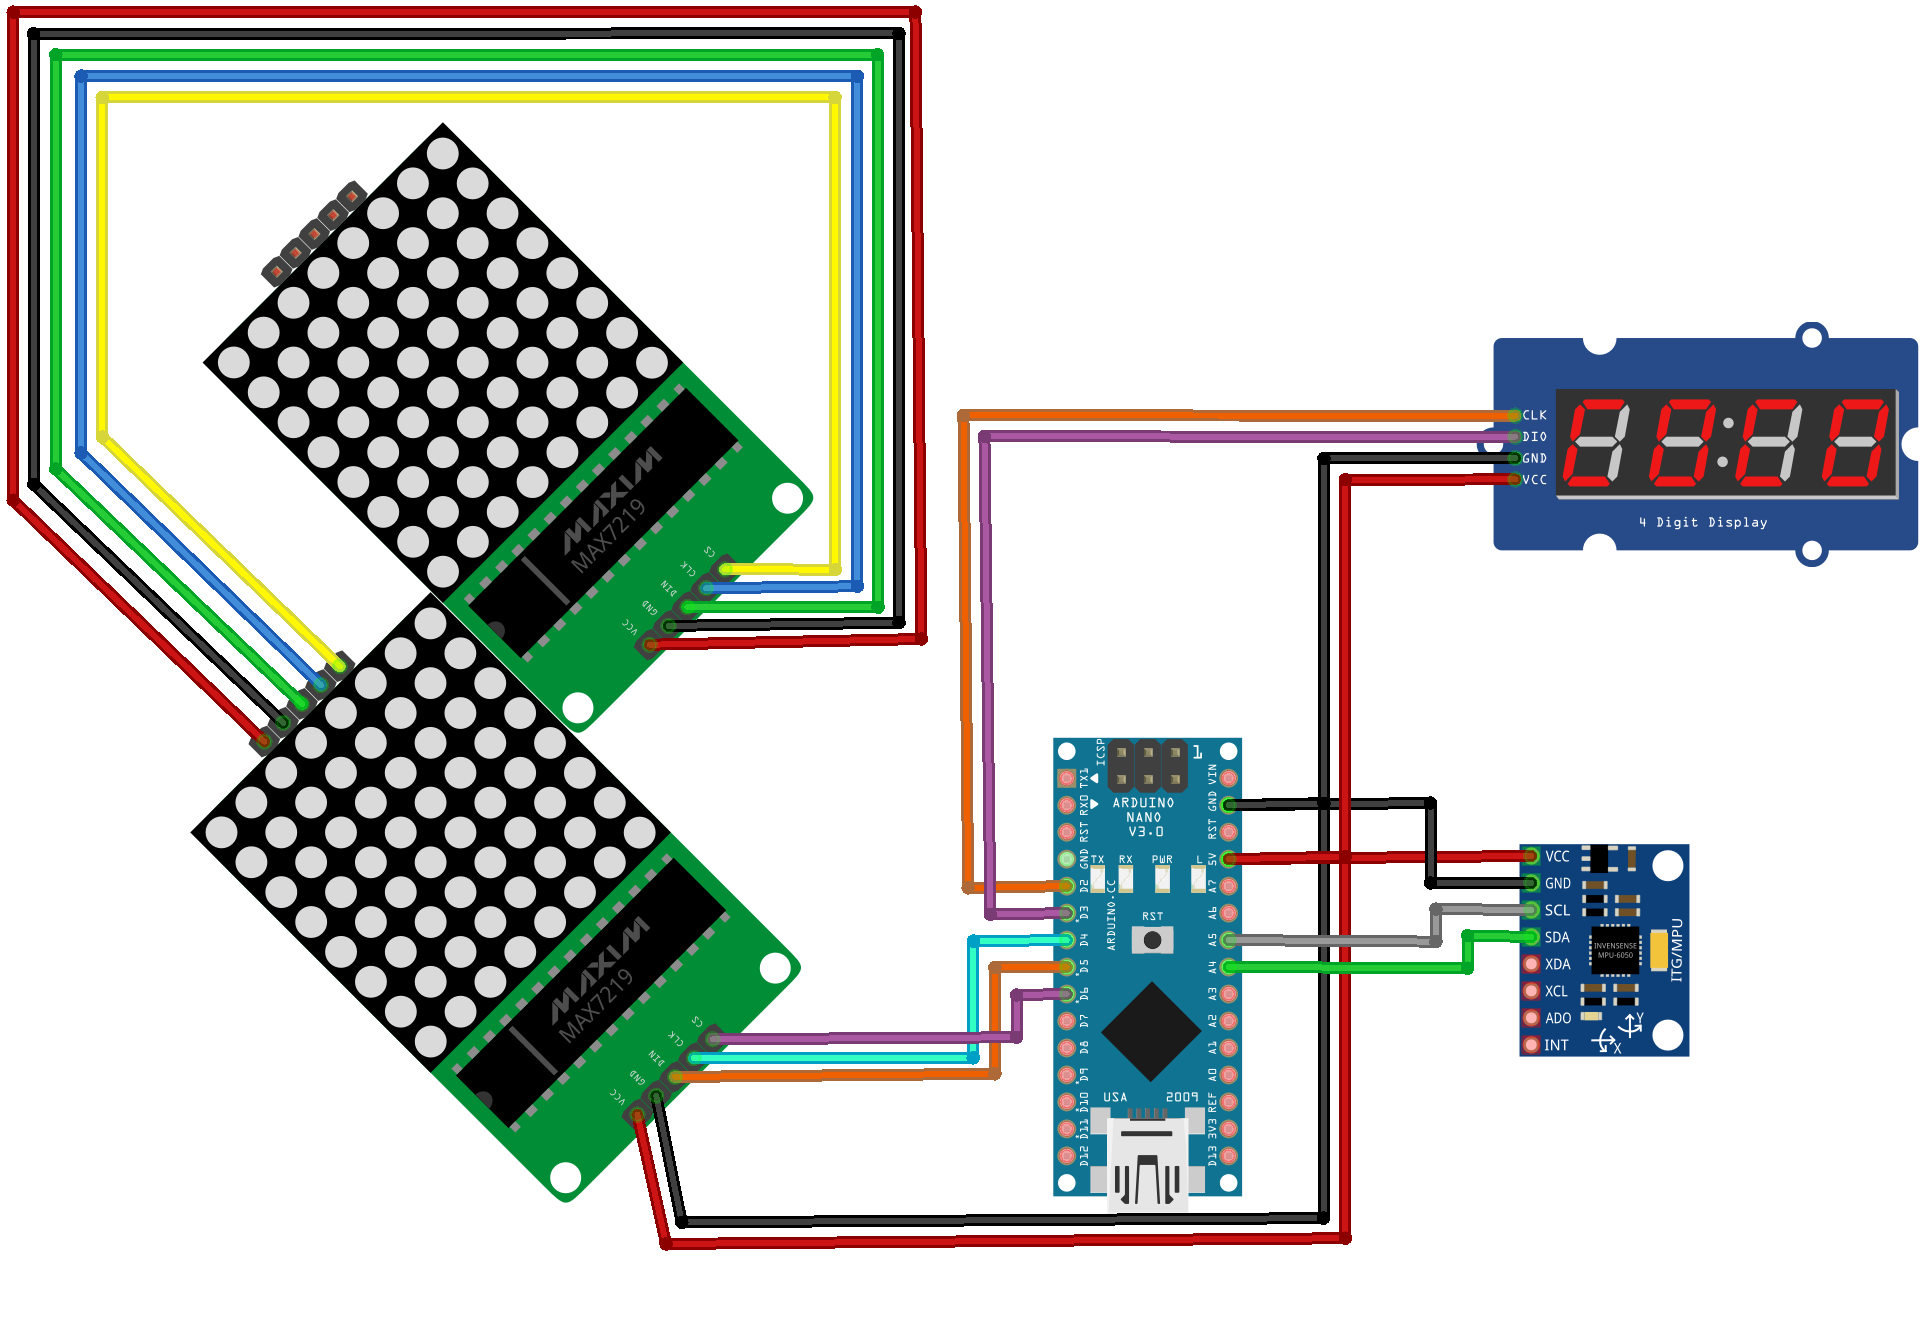 MAXIM
MAX7219
CS
CLK
DIN
GND
VCC
MAXIM
MAX7219
CS
CLK
DIN
GND
VCC
CLK
DIO
GND
VCC
4 Digit Display
ICSP
1
TX1
RX0
RST
GND
D2
D3
D4
D5
D6
D7
D8
D9
D10
D11
D12
ARDUINO
NANO
V3.0
TX
RX
PWR
L
ARDUINO.CC
RST
USA
2009
VIN
GND
RST
5V
A7
A6
A5
A4
A3
A2
A1
A0
REF
3V3
D13
VCC
GND
SCL
SDA
XDA
XCL
ADO
INT
INVENSENSE
MPU-6050
ITG/MPU
Y
X